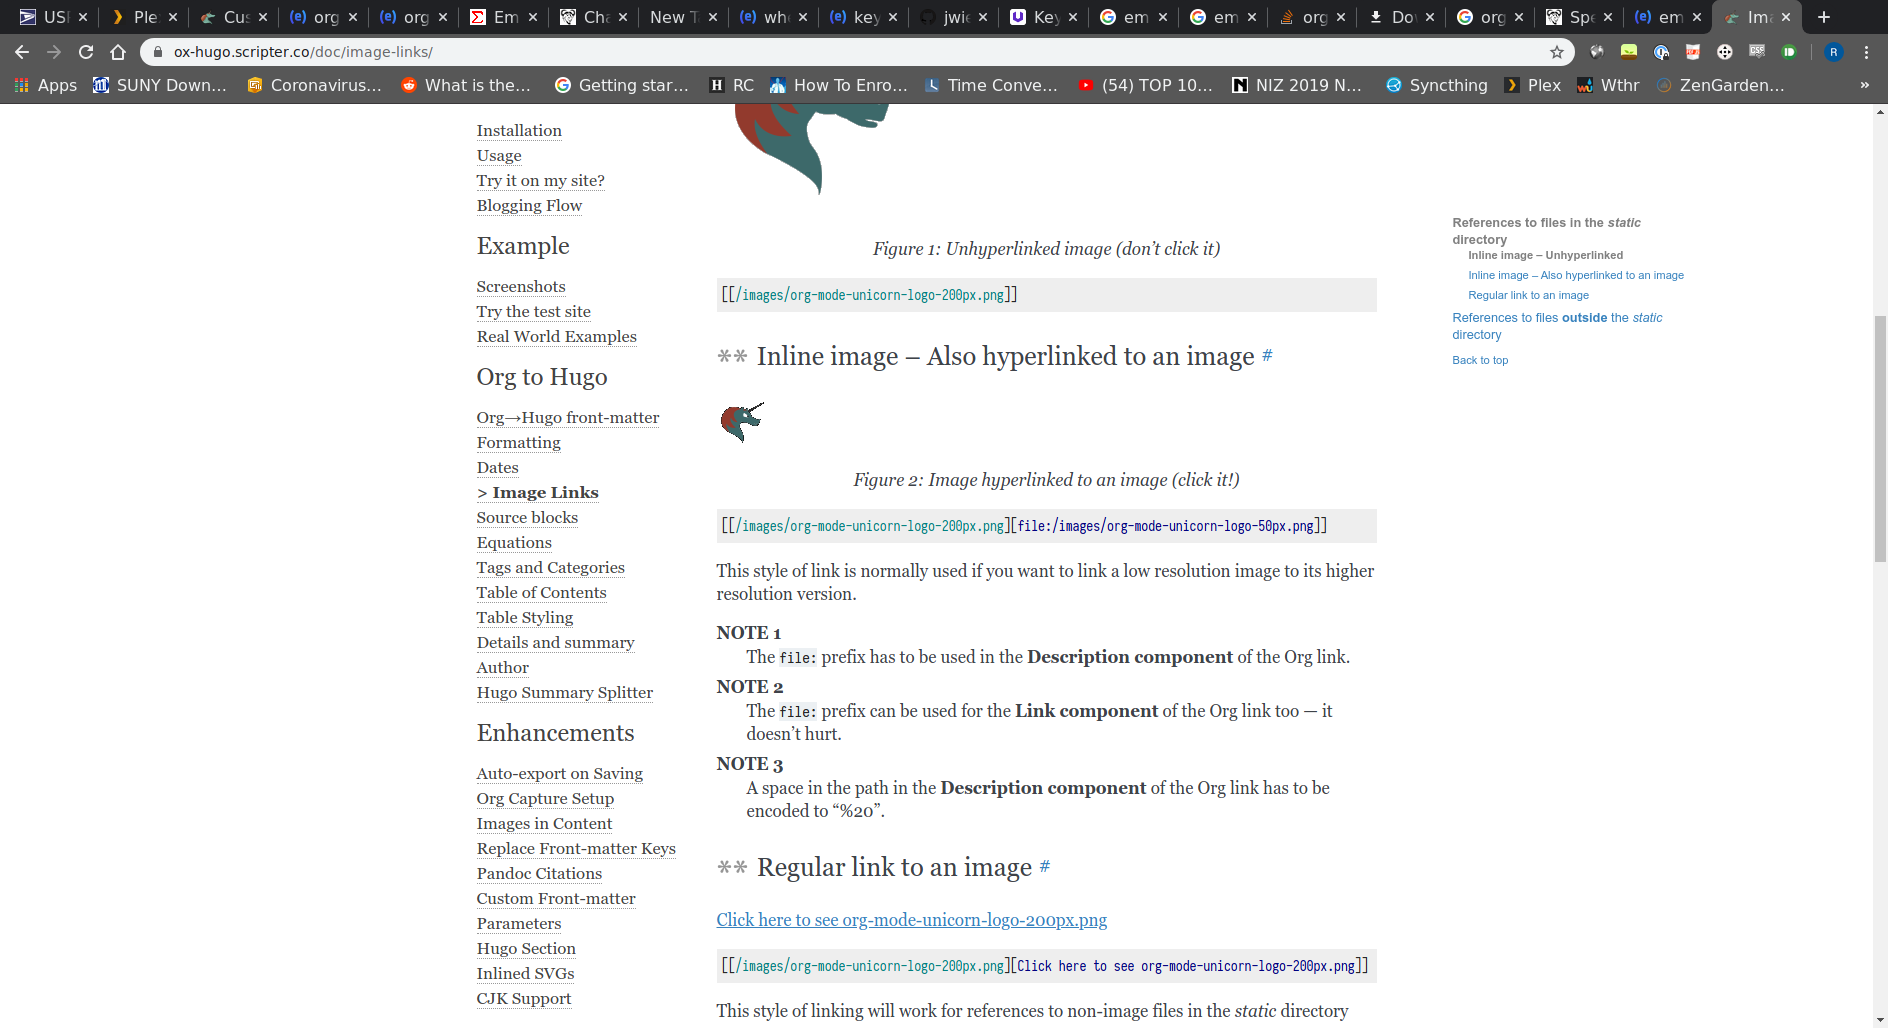 USI
Ple
Cus
org
org
Em
Cha
New T
whe
key
jwie
Key
em
em
org
Dov
org
Spe
em
Ima
ox-hugo.scripter.co/doc/image-links/
R
Apps
SUNY Down...
Coronavirus...
What is the...
Getting star...
RC
How To Enro...
Time Conve...
(54) TOP 10...
NIZ 2019 N...
Syncthing
Plex
Wthr
ZenGarden...
»
Installation
Usage
Try it on my site?
Blogging Flow
Example
Screenshots
Try the test site
Real World Examples
Org to Hugo
Org→Hugo front-matter
Formatting
Dates
> Image Links
Source blocks
Equations
Tags and Categories
Table of Contents
Table Styling
Details and summary
Author
Hugo Summary Splitter
Enhancements
Auto-export on Saving
Org Capture Setup
Images in Content
Replace Front-matter Keys
Pandoc Citations
Custom Front-matter
Parameters
Hugo Section
Inlined SVGs
CJK Support
Figure 1: Unhyperlinked image (don’t click it)
[[/images/org-mode-unicorn-logo-200px.png]]
** Inline image – Also hyperlinked to an image #
Figure 2: Image hyperlinked to an image (click it!)
[[/images/org-mode-unicorn-logo-200px.png][file:/images/org-mode-unicorn-logo-50px.png]]
This style of link is normally used if you want to link a low resolution image to its higher
resolution version.
NOTE 1
The file: prefix has to be used in the Description component of the Org link.
NOTE 2
The file: prefix can be used for the Link component of the Org link too — it
doesn’t hurt.
NOTE 3
A space in the path in the Description component of the Org link has to be
encoded to “%20”.
** Regular link to an image #
Click here to see org-mode-unicorn-logo-200px.png
[[/images/org-mode-unicorn-logo-200px.png][Click here to see org-mode-unicorn-logo-200px.png]]
This style of linking will work for references to non-image files in the static directory
References to files in the static
directory
Inline image – Unhyperlinked
Inline image – Also hyperlinked to an image
Regular link to an image
References to files outside the static
directory
Back to top